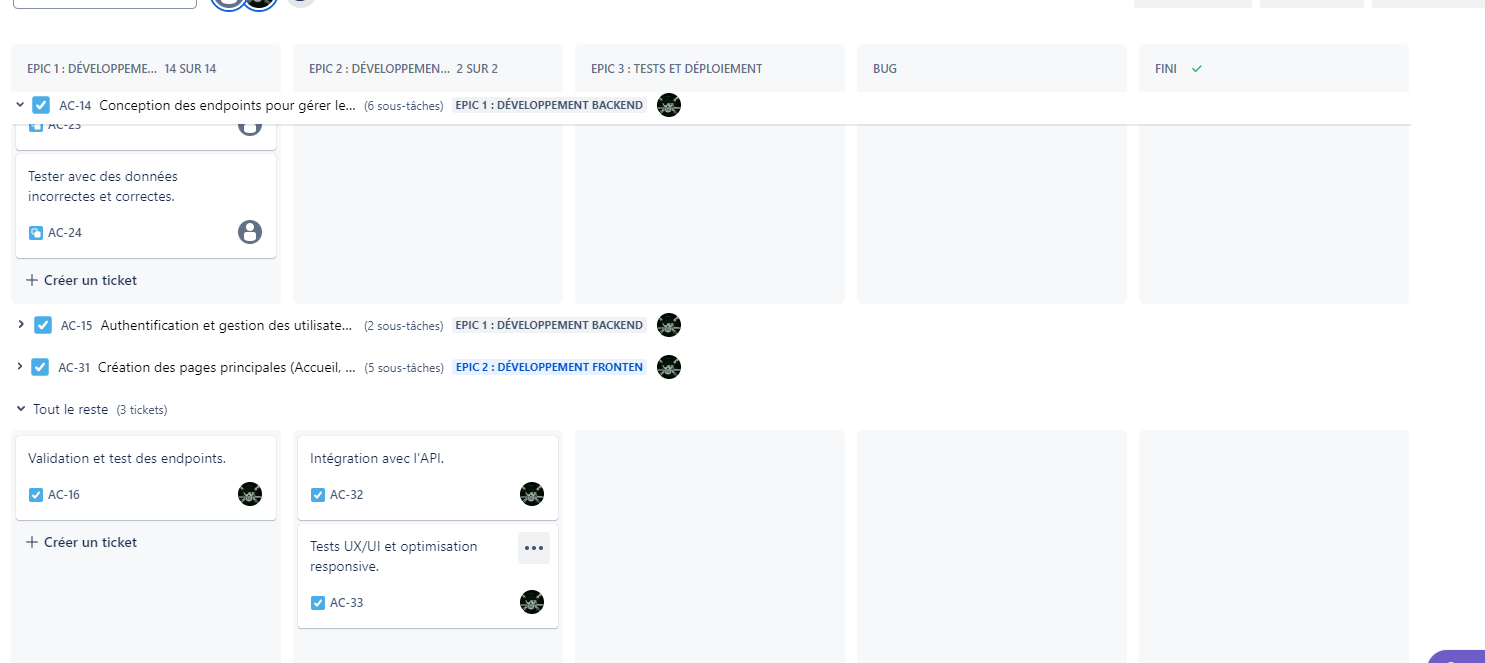 EPIC 1 : DÉVELOPPEME... 14 SUR 14
EPIC 2 : DÉVELOPPEMEN... 2 SUR 2
EPIC 3 : TESTS ET DÉPLOIEMENT
BUG
FINI
AC-14 Conception des endpoints pour gérer le... (6 sous-tâches) EPIC 1 : DÉVELOPPEMENT BACKEND
AC-23
Tester avec des données
incorrectes et correctes.
AC-24
+ Créer un ticket
AC-15 Authentification et gestion des utilisate... (2 sous-tâches) EPIC 1 : DÉVELOPPEMENT BACKEND
AC-31 Création des pages principales (Accueil, ... (5 sous-tâches) EPIC 2 : DÉVELOPPEMENT FRONTEN
Tout le reste (3 tickets)
Validation et test des endpoints.
AC-16
+ Créer un ticket
Intégration avec l'API.
AC-32
Tests UX/UI et optimisation
responsive.
AC-33